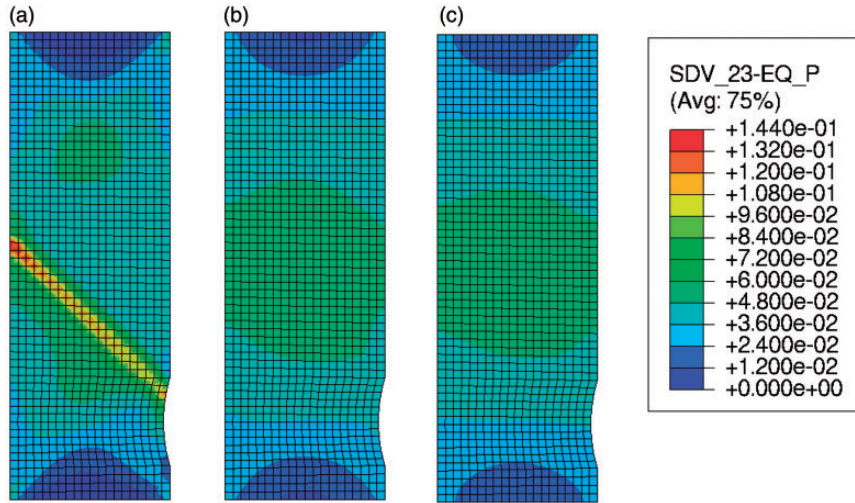 (a)
(b)
(c)
SDV_23-EQ_P
(Avg: 75%)
+1.440e-01
+1.320e-01
+1.200e-01
+1.080e-01
+9.600e-02
+8.400e-02
+7.200e-02
+6.000e-02
+4.800e-02
+3.600e-02
+2.400e-02
+1.200e-02
+0.000e+00